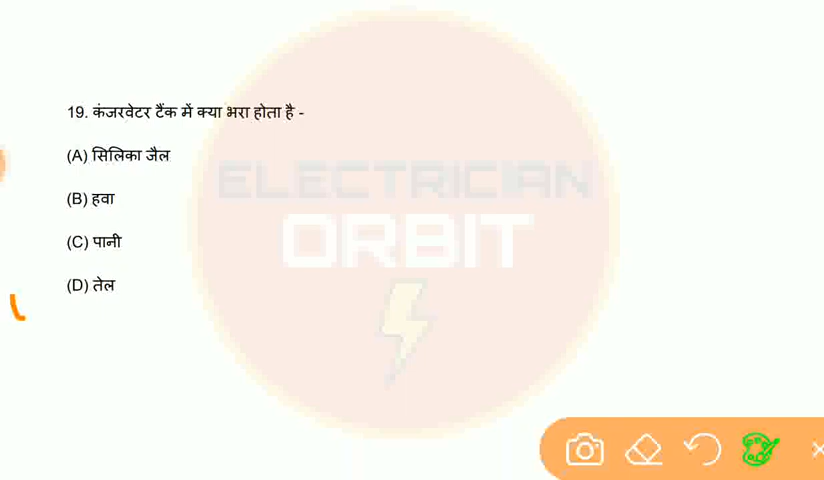 19. कंजरवेटर टैंक में क्या भरा होता है -
(A) सिलिका जैल
ELECTRICIAN
(B) हवा
ORBIT
(C) पानी
(D) तेल